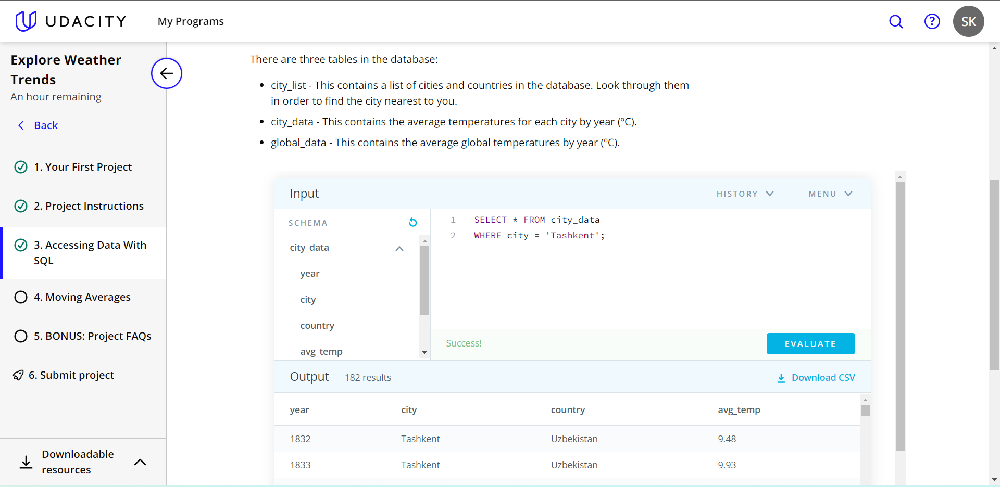 UDACITY
My Programs
SK
Explore Weather
Trends
An hour remaining
Back
1. Your First Project
2. Project Instructions
3. Accessing Data With
SQL
4. Moving Averages
5. BONUS: Project FAQs
6. Submit project
Downloadable
resources
There are three tables in the database:
• city_list - This contains a list of cities and countries in the database. Look through them
in order to find the city nearest to you.
• city_data - This contains the average temperatures for each city by year (ºC).
• global_data - This contains the average global temperatures by year (ºC).
Input
HISTORY
MENU
SCHEMA
city_data
year
city
country
avg_temp
1 SELECT * FROM city_data
2 WHERE city = 'Tashkent';
Success!
EVALUATE
Output 182 results
Download CSV
year city country avg_temp
1832 Tashkent Uzbekistan 9.48
1833 Tashkent Uzbekistan 9.93